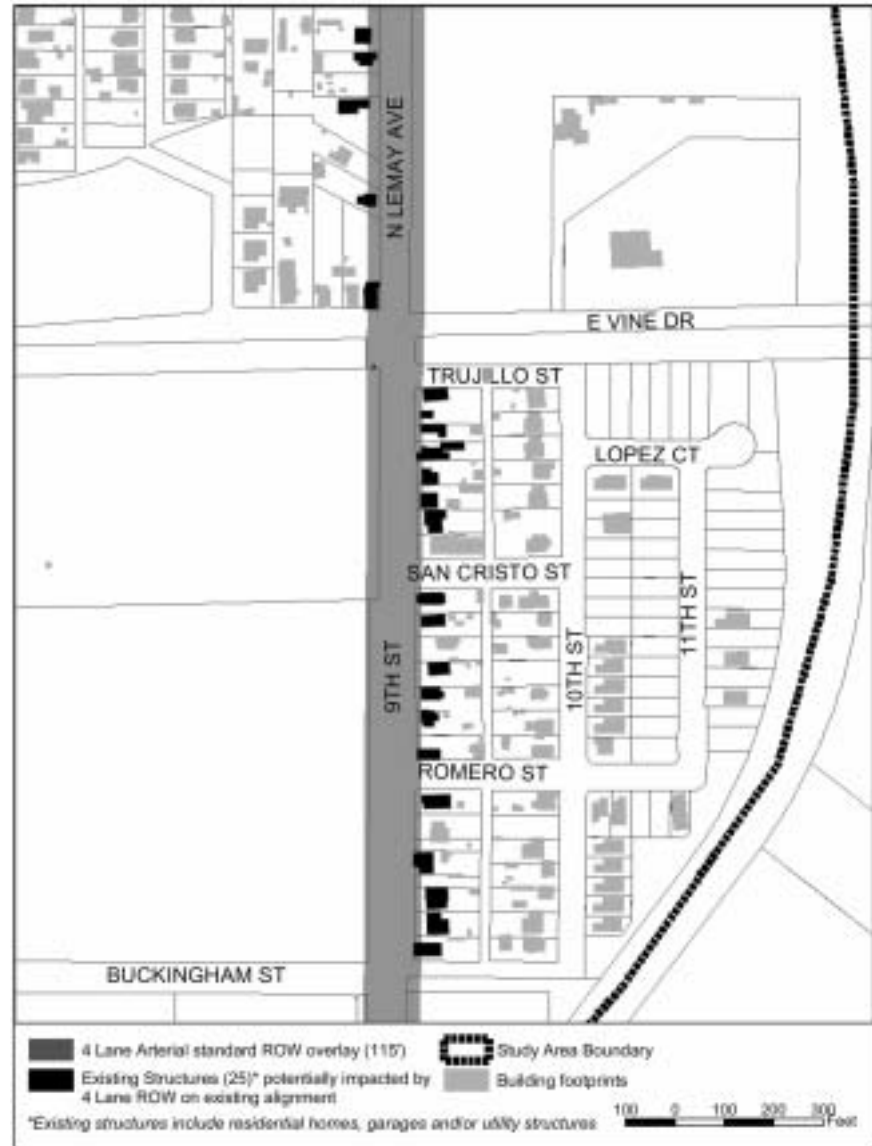 N LEMAY AVE
E VINE DR
TRUJILLO ST
LOPEZ CT
SAN CRISTO ST
9TH ST
10TH ST
11TH ST
ROMERO ST
BUCKINGHAM ST
4 Lane Arterial standard ROW overlay (115')
Study Area Boundary
Existing Structures (25)* potentially impacted by
4 Lane ROW on existing alignment
Building footprints
*Existing structures include residential homes, garages and/or utility structures
100 0 100 200 300
Feet